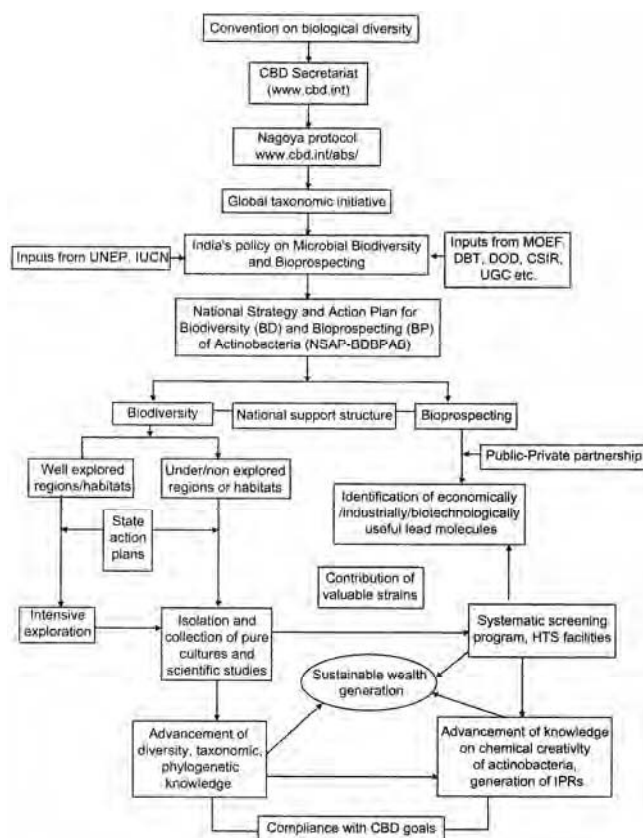 Convention on biological diversity
CBD Secretariat
(www.cbd.int)
Nagoya protocol
www.cbd.int/abs/
Global taxonomic initiative
Inputs from UNEP, IUCN
India's policy on Microbial Biodiversity
and Bioprospecting
Inputs from MOEF,
DBT, DOD, CSIR,
UGC etc.
National Strategy and Action Plan for
Biodiversity (BD) and Bioprospecting (BP)
of Actinobacteria (NSAP-BDBPAB)
Biodiversity
National support structure
Bioprospecting
Public-Private partnership
Well explored
regions/habitats
Under/non explored
regions or habitats
Identification of economically
/industrially/biotechnologically
useful lead molecules
State
action
plans
Contribution of
valuable strains
Intensive
exploration
Isolation and
collection of pure
cultures and
scientific studies
Systematic screening
program, HTS facilities
Sustainable wealth
generation
Advancement of
diversity, taxonomic,
phylogenetic
knowledge
Advancement of knowledge
on chemical creativity
of actinobacteria,
generation of IPRs
Compliance with CBD goals